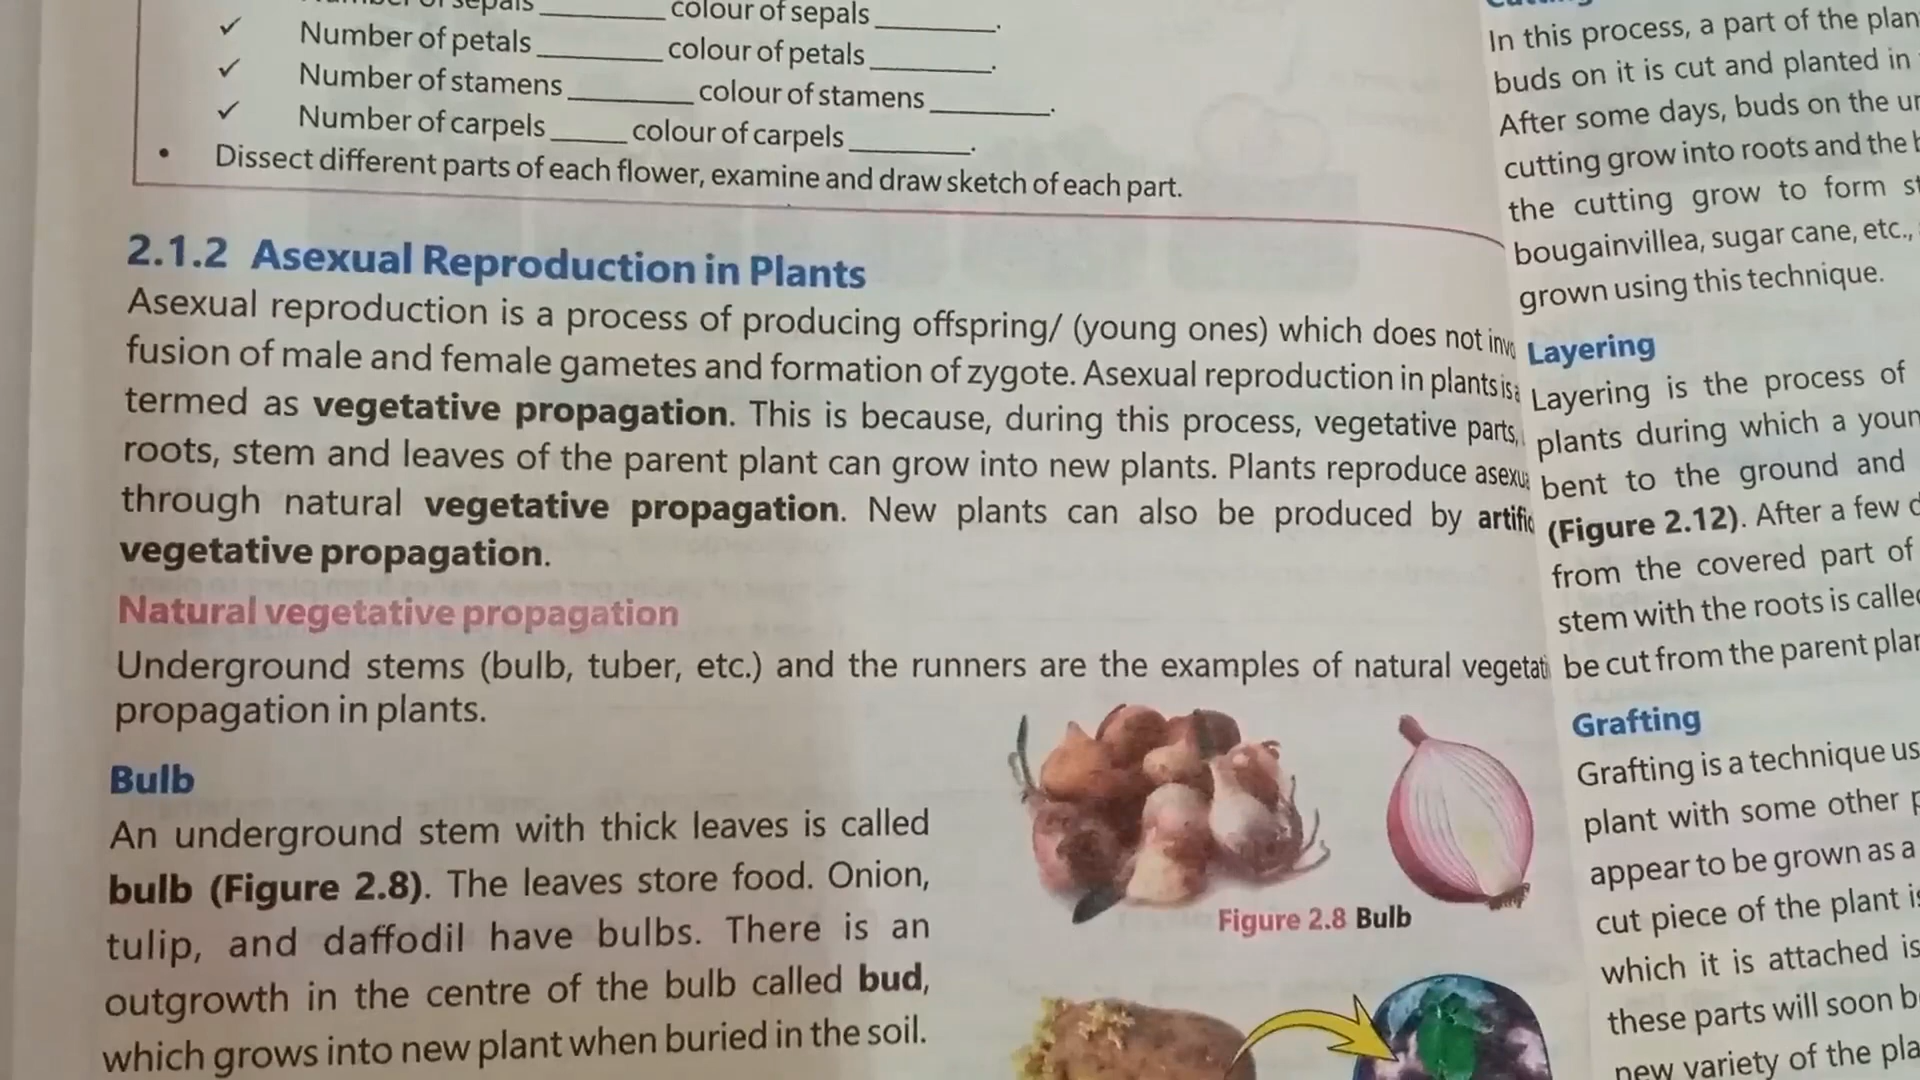 sepals ________ colour of sepals ________.
✓ Number of petals ________ colour of petals ________.
✓ Number of stamens ________ colour of stamens ________.
✓ Number of carpels _____ colour of carpels ________.
• Dissect different parts of each flower, examine and draw sketch of each part.
2.1.2 Asexual Reproduction in Plants
Asexual reproduction is a process of producing offspring/ (young ones) which does not
fusion of male and female gametes and formation of zygote. Asexual reproduction in plants is
termed as vegetative propagation. This is because, during this process, vegetative parts,
roots, stem and leaves of the parent plant can grow into new plants. Plants reproduce
through natural vegetative propagation. New plants can also be produced by
vegetative propagation.
Natural vegetative propagation
Underground stems (bulb, tuber, etc.) and the runners are the examples of natural
propagation in plants.
Bulb
An underground stem with thick leaves is called
bulb (Figure 2.8). The leaves store food. Onion,
tulip, and daffodil have bulbs. There is an
outgrowth in the centre of the bulb called bud,
which grows into new plant when buried in the soil.
Figure 2.8 Bulb
In this process, a part of the
buds on it is cut and planted in
After some days, buds on the
cutting grow into roots and the
the cutting grow to form
bougainvillea, sugar cane, etc.,
grown using this technique.
Layering
Layering is the process of
plants during which a
bent to the ground and
(Figure 2.12). After a few
from the covered part of
stem with the roots is
be cut from the parent
Grafting
Grafting is a technique
plant with some other
appear to be grown as a
cut piece of the plant
which it is attached
these parts will soon
new variety of the